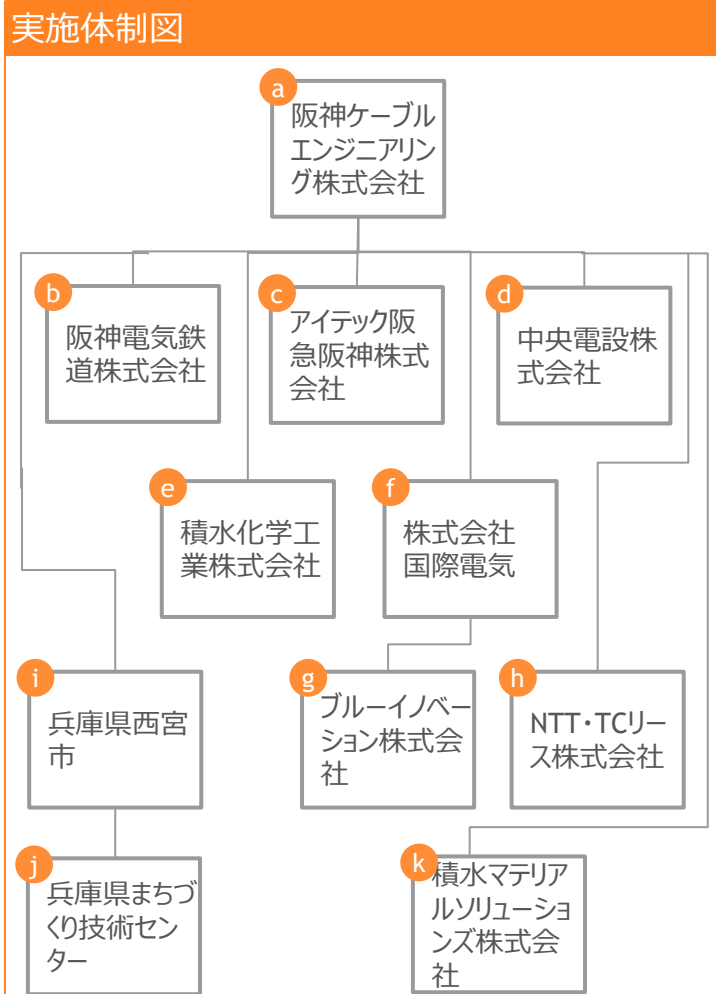 実施体制図
a
阪神ケーブル
エンジニアリン
グ株式会社
b
阪神電気鉄
道株式会社
c
アイテック阪
急阪神株式
会社
d
中央電設株
式会社
e
積水化学工
業株式会社
f
株式会社
国際電気
i
兵庫県西宮
市
g
ブルーイノベー
ション株式会
社
h
NTT・TCリー
ス株式会社
j
兵庫県まちづ
くり技術セン
ター
k
積水マテリア
ルソリューショ
ンズ株式会
社